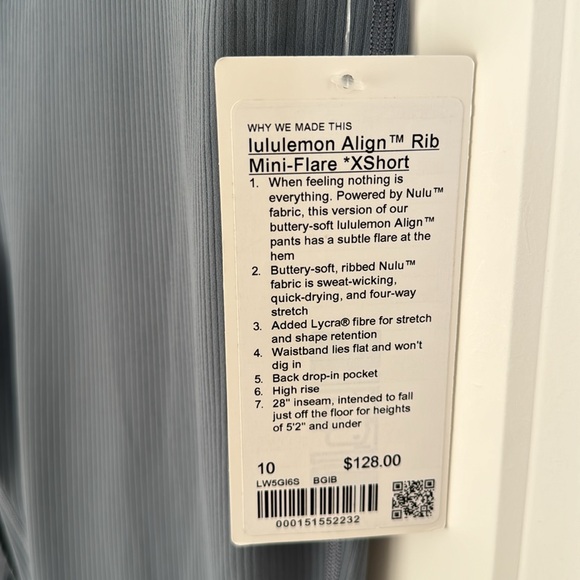 WHY WE MADE THIS
lululemon Align™ Rib
Mini-Flare *XShort
1. When feeling nothing is
everything. Powered by Nulu™
fabric, this version of our
buttery-soft lululemon Align™
pants has a subtle flare at the
hem
2. Buttery-soft, ribbed Nulu™
fabric is sweat-wicking,
quick-drying, and four-way
stretch
3. Added Lycra® fibre for stretch
and shape retention
4. Waistband lies flat and won't
dig in
5. Back drop-in pocket
6. High rise
7. 28" inseam, intended to fall
just off the floor for heights
of 5'2" and under
10 $128.00
LW5GI6S BGIB
000151552232